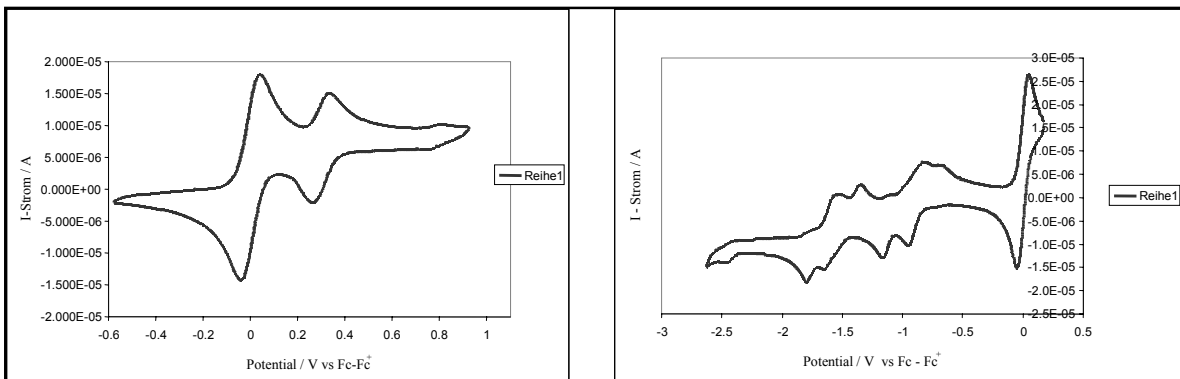 2.000E-05
1.500E-05
1.000E-05
5.000E-06
0.000E+00
-5.000E-06
-1.000E-05
-1.500E-05
-2.000E-05
I-Strom / A
-0.6 -0.4 -0.2 0 0.2 0.4 0.6 0.8 1
Potential / V vs Fc-Fc+
Reihe1
3.0E-05
2.5E-05
2.0E-05
1.5E-05
1.0E-05
5.0E-06
0.0E+00
-5.0E-06
-1.0E-05
-1.5E-05
-2.0E-05
-2.5E-05
I - Strom / A
-3 -2.5 -2 -1.5 -1 -0.5 0 0.5
Potential / V vs Fc - Fc+
Reihe1